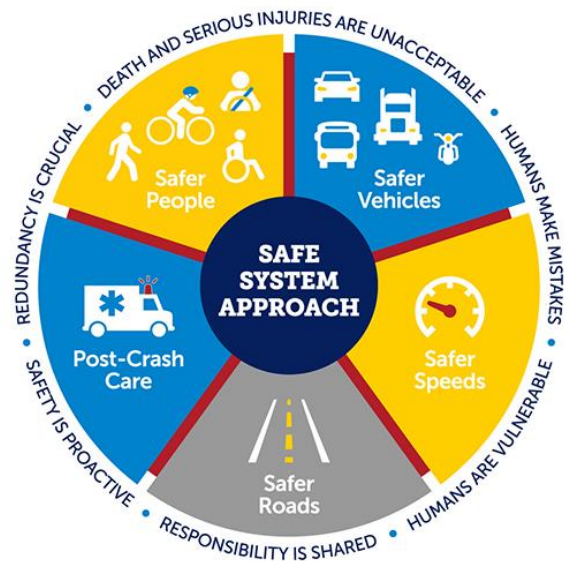 DEATH AND SERIOUS INJURIES ARE UNACCEPTABLE
HUMANS MAKE MISTAKES
HUMANS ARE VULNERABLE
RESPONSIBILITY IS SHARED
SAFETY IS PROACTIVE
REDUNDANCY IS CRUCIAL
Safer
People
Safer
Vehicles
SAFE
SYSTEM
APPROACH
Post-Crash
Care
Safer
Speeds
Safer
Roads